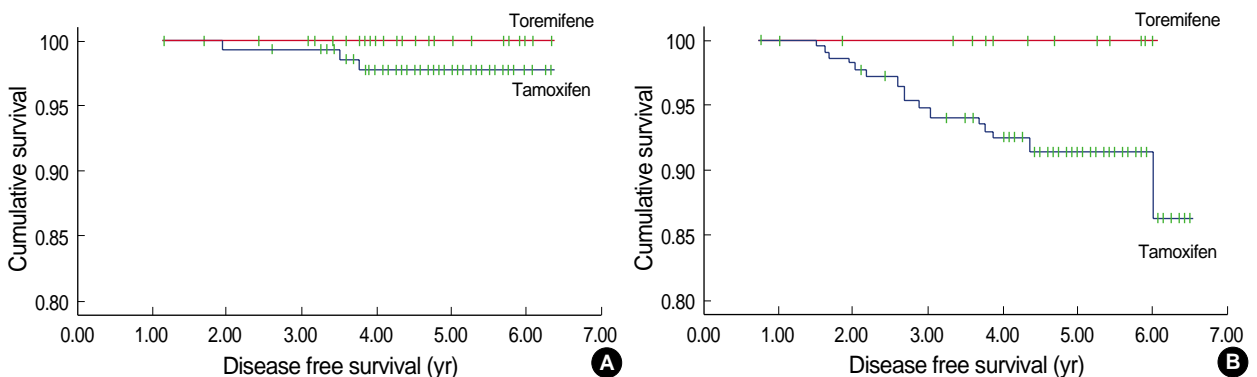 Toremifene
100
0.95
0.90
0.85
0.80
Tamoxifen
Cumulative survival
0.00 1.00 2.00 3.00 4.00 5.00 6.00 7.00
Disease free survival (yr)
A
Toremifene
100
0.95
0.90
0.85
0.80
Tamoxifen
Cumulative survival
0.00 1.00 2.00 3.00 4.00 5.00 6.00 7.00
Disease free survival (yr)
B